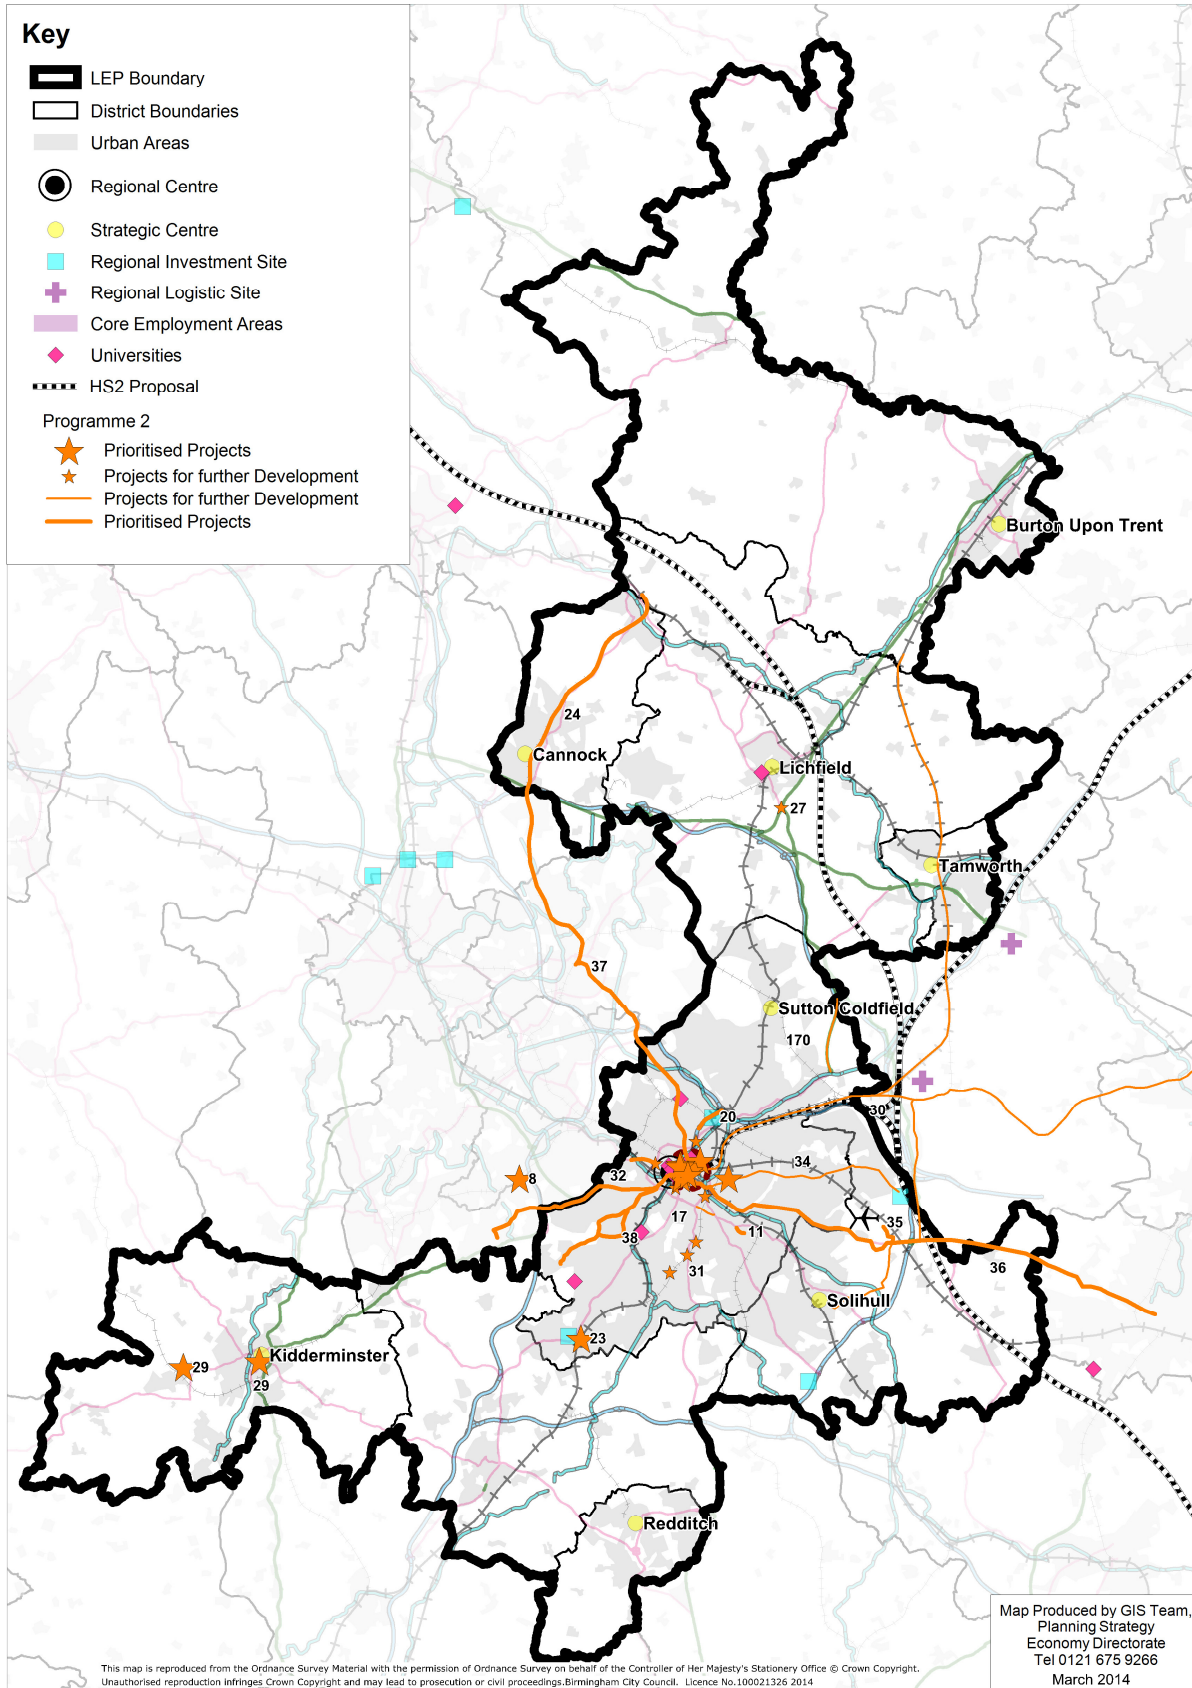 Key
LEP Boundary
District Boundaries
Urban Areas
Regional Centre
Strategic Centre
Regional Investment Site
Regional Logistic Site
Core Employment Areas
Universities
HS2 Proposal
Programme 2
Prioritised Projects
Projects for further Development
Projects for further Development
Prioritised Projects
Burton Upon Trent
24
Cannock
Lichfield
27
Tamworth
37
Sutton Coldfield
170
30
20
34
32
8
17
11
35
38
31
36
Solihull
23
Kidderminster
29
29
Redditch
Map Produced by GIS Team,
Planning Strategy
Economy Directorate
Tel 0121 675 9266
March 2014
This map is reproduced from the Ordnance Survey Material with the permission of Ordnance Survey on behalf of the Controller of Her Majesty's Stationery Office © Crown Copyright.
Unauthorised reproduction infringes Crown Copyright and may lead to prosecution or civil proceedings.Birmingham City Council. Licence No.100021326 2014